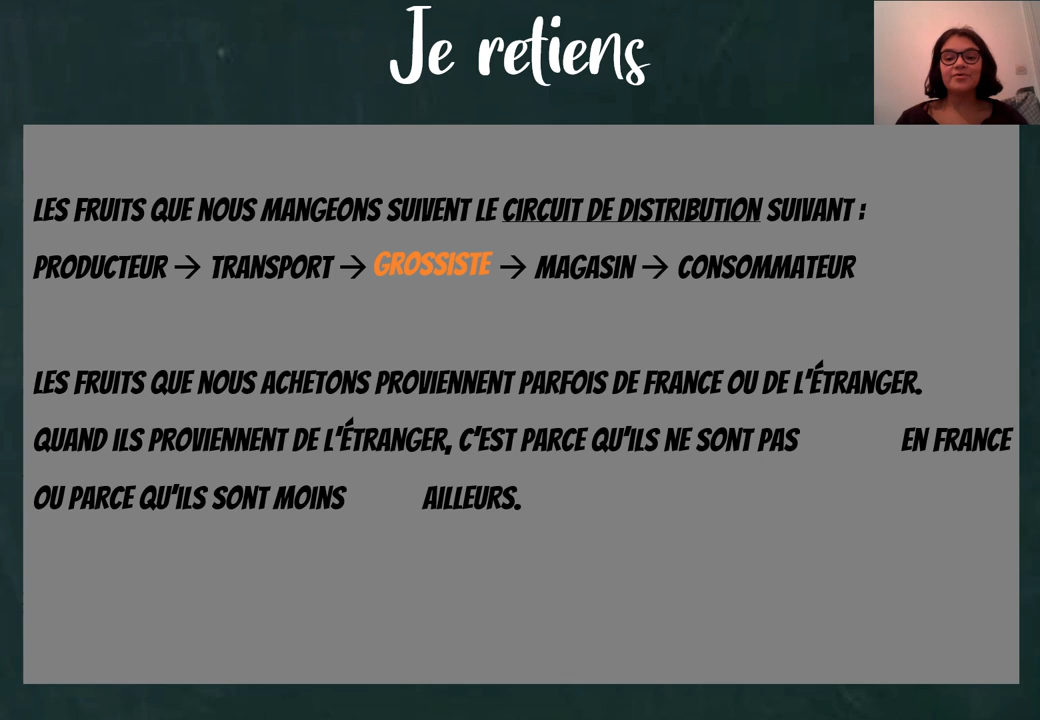 Je retiens
LES FRUITS QUE NOUS MANGEONS SUIVENT LE CIRCUIT DE DISTRIBUTION SUIVANT :
PRODUCTEUR → TRANSPORT → GROSSISTE → MAGASIN → CONSOMMATEUR
LES FRUITS QUE NOUS ACHETONS PROVIENNENT PARFOIS DE FRANCE OU DE L'ÉTRANGER.
QUAND ILS PROVIENNENT DE L'ÉTRANGER, C'EST PARCE QU'ILS NE SONT PAS EN FRANCE
OU PARCE QU'ILS SONT MOINS AILLEURS.